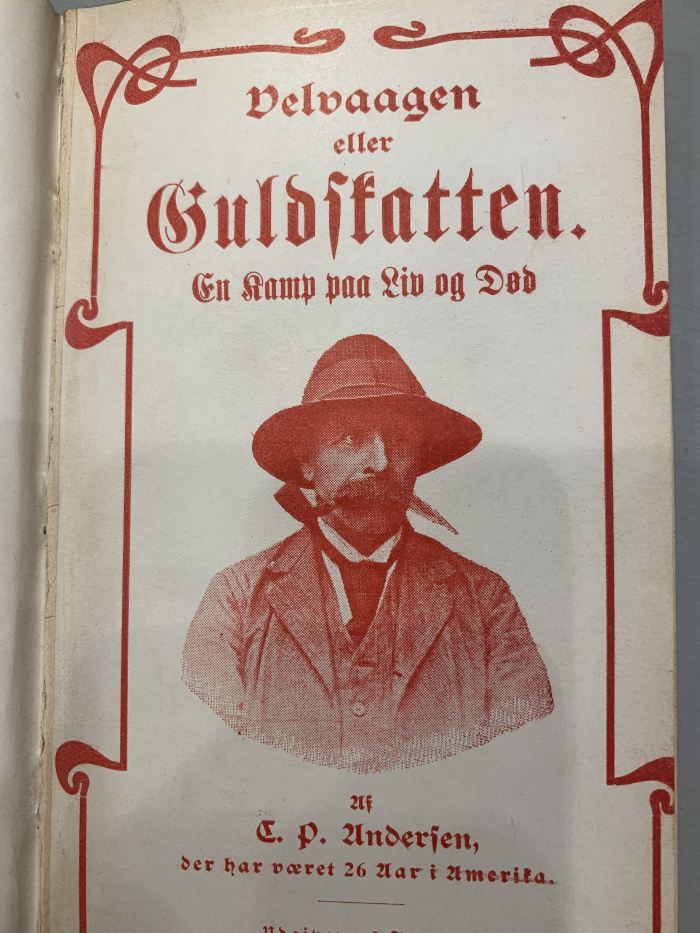 Velvaagen
eller
Guldskatten.
En Kamp paa Liv og Død
Af
C. P. Andersen,
der har været 26 Aar i Amerika.